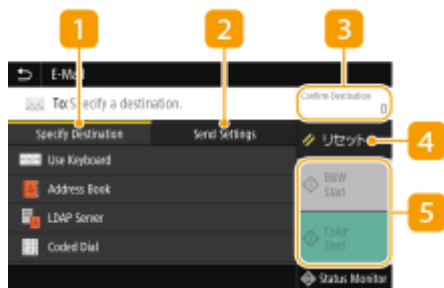 1
2
3
E-Mail
To: Specify a destination.
Confirm Destination
0
Specify Destination
Send Settings
リセット
4
Use Keyboard
B&W
Start
Address Book
5
LDAP Server
Color
Start
Coded Dial
Status Monitor